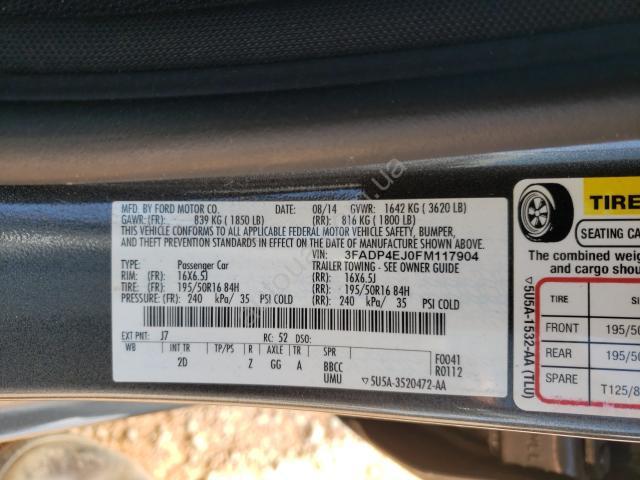 MFD. BY FORD MOTOR CO. DATE: 08/14 GVWR: 1642 KG ( 3620 LB)
GAWR: (FR): 839 KG ( 1850 LB) (RR): 816 KG ( 1800 LB)
THIS VEHICLE CONFORMS TO ALL APPLICABLE FEDERAL MOTOR VEHICLE SAFETY, BUMPER,
AND THEFT PREVENTION STANDARDS IN EFFECT ON THE DATE OF MANUFACTURE SHOWN ABOVE.
VIN: 3FADP4EJ0FM117904
TYPE: Passenger Car TRAILER TOWING - SEE OWNER GUIDE
RIM: (FR): 16X6.5J (RR): 16X6.5J
TIRE: (FR): 195/50R16 84H (RR): 195/50R16 84H
PRESSURE: (FR): 240 kPa/ 35 PSI COLD (RR): 240 kPa/ 35 PSI COLD
EXT PNT: J7 RC: 52 DSO:
WB INT TR TP/PS R AXLE TR SPR
2D Z GG A BBCC
UMU
F0041
R0112
▽5U5A-3520472-AA
▽5U5A-1532-AA (TLU)
TIRE
SEATING CA
The combined weig
and cargo shou
TIRE SI
FRONT 195/50
REAR 195/50
SPARE T125/8